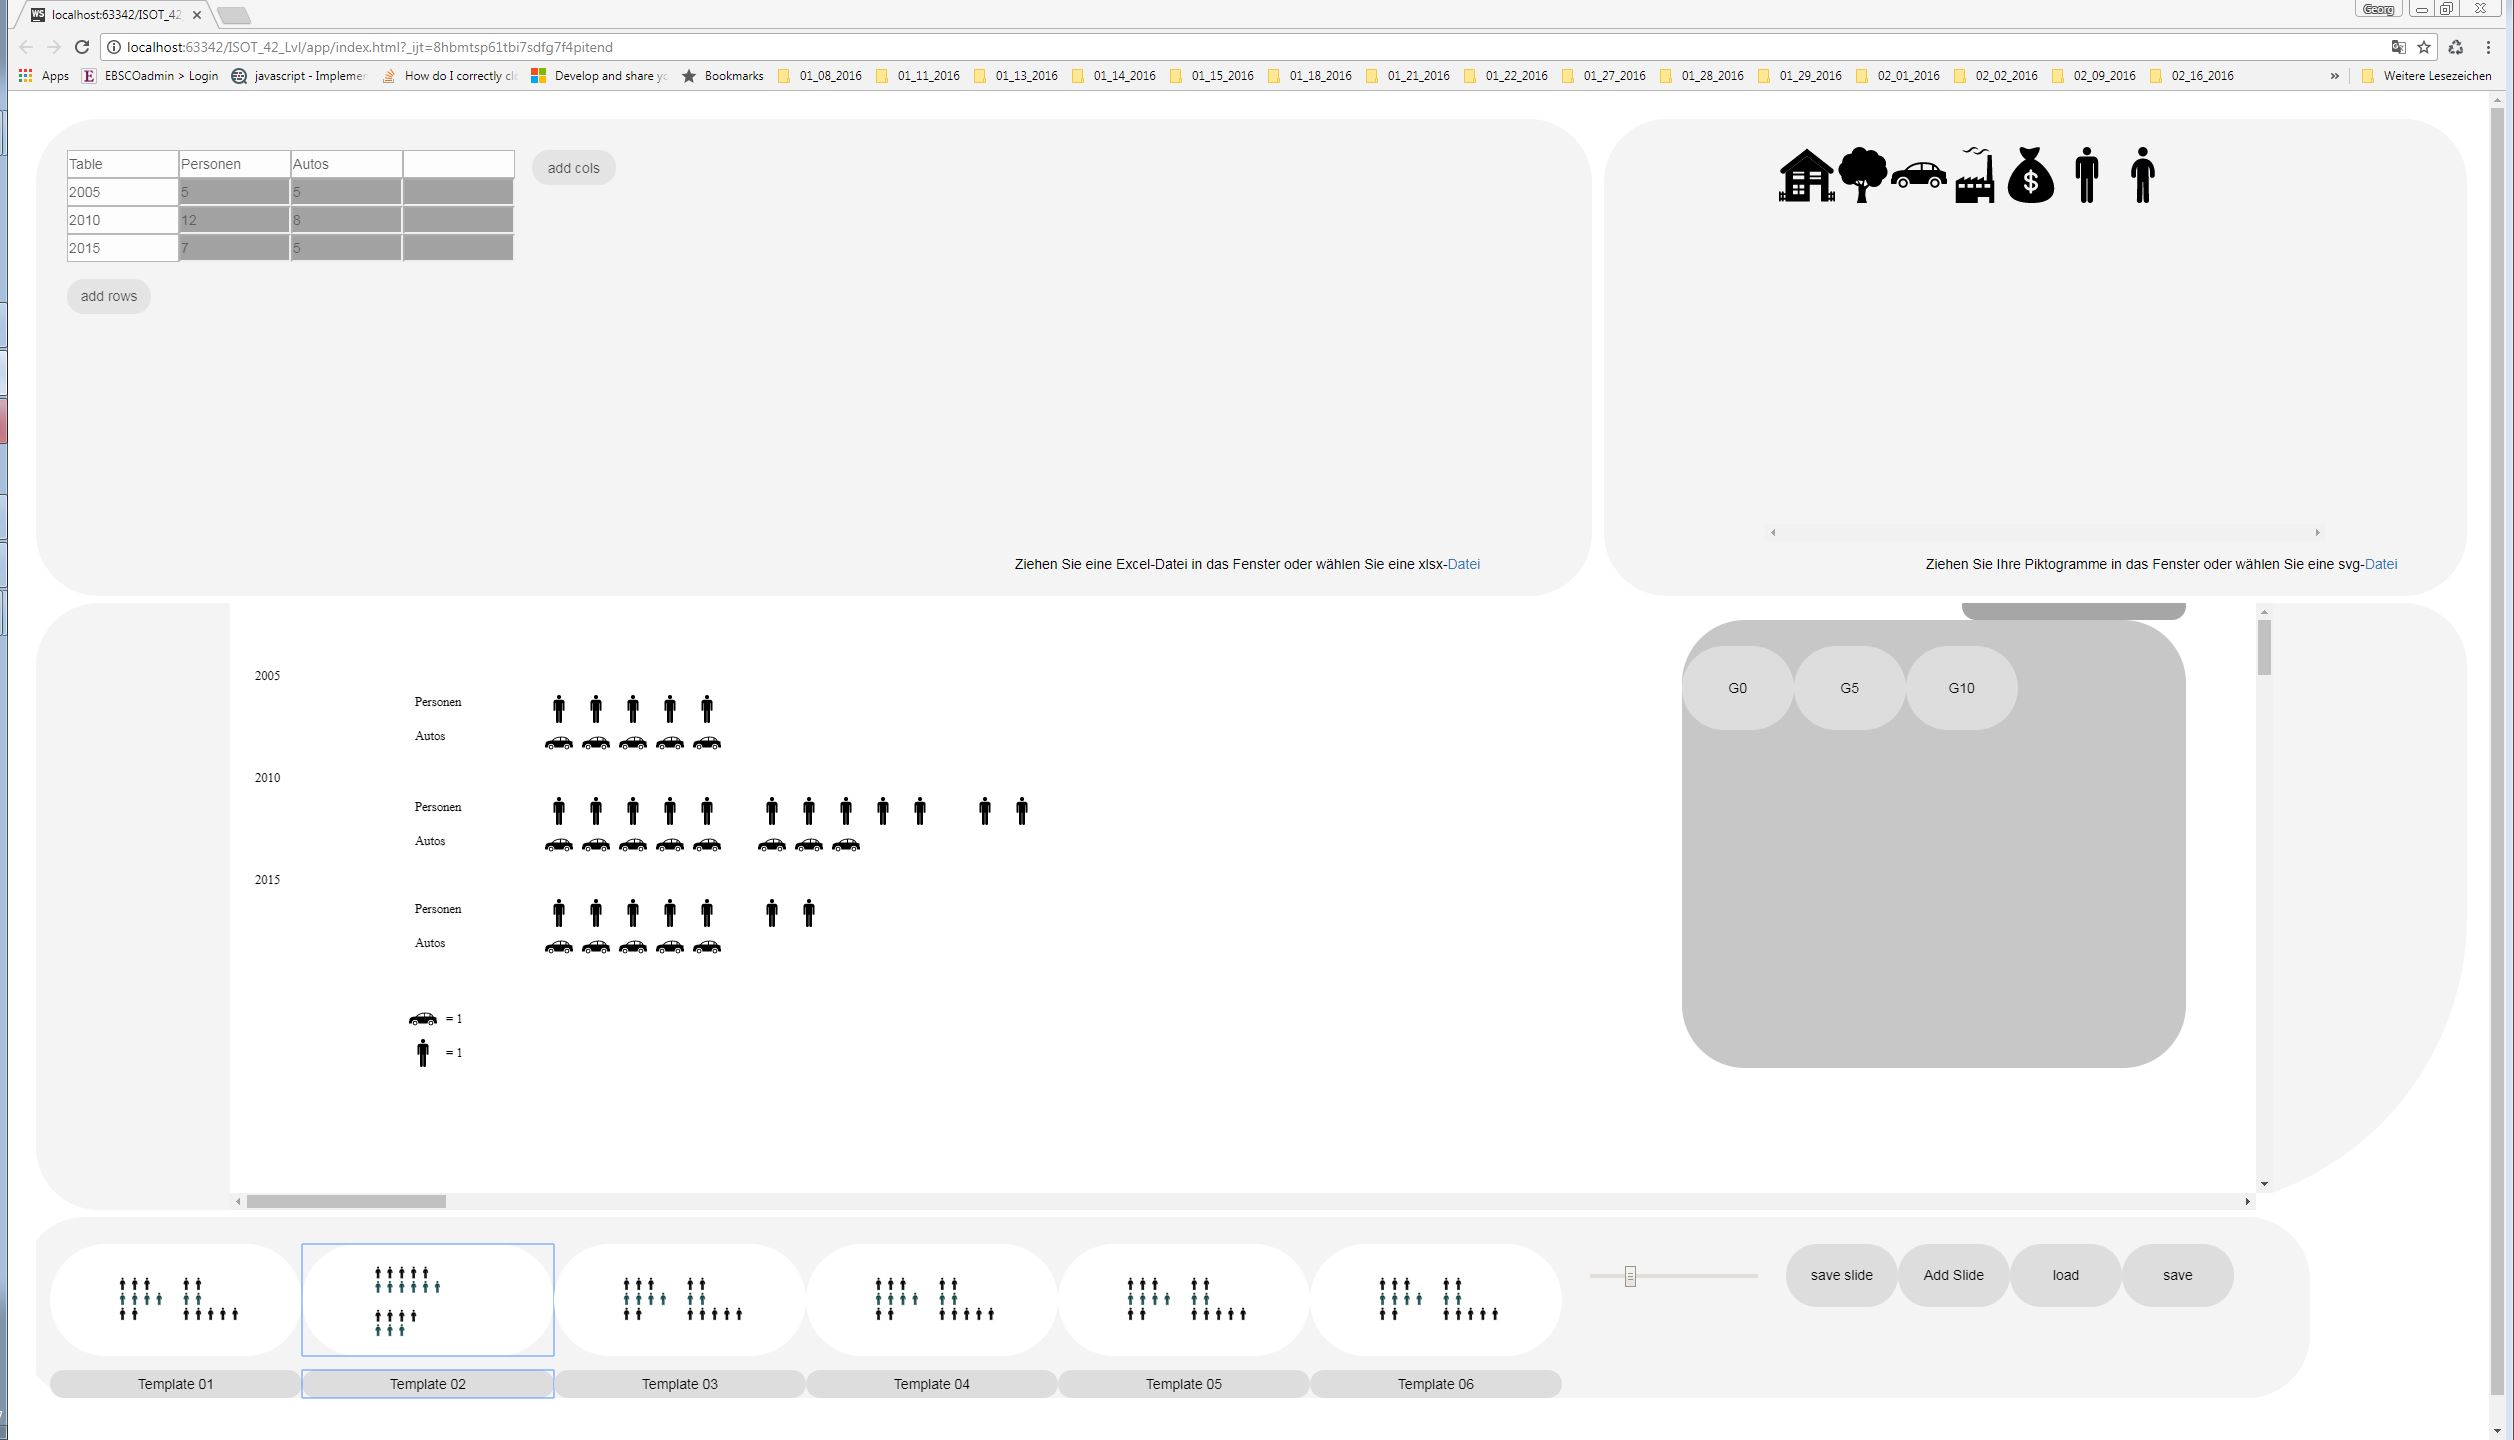 localhost:63342/ISOT_42
Georg
localhost:63342/ISOT_42_Lvl/app/index.html?_ijt=8hbmtsp61tbi7sdfg7f4pitend
Apps EBSCOadmin > Login javascript - Implemer How do I correctly cl Develop and share yo Bookmarks 01_08_2016 01_11_2016 01_13_2016 01_14_2016 01_15_2016 01_18_2016 01_21_2016 01_22_2016 01_27_2016 01_28_2016 01_29_2016 02_01_2016 02_02_2016 02_09_2016 02_16_2016 » Weitere Lesezeichen
Table Personen Autos
2005 5 5
2010 12 8
2015 7 5
add cols
add rows
Ziehen Sie eine Excel-Datei in das Fenster oder wählen Sie eine xlsx-Datei
$
Ziehen Sie Ihre Piktogramme in das Fenster oder wählen Sie eine svg-Datei
2005
Personen
Autos
2010
Personen
Autos
2015
Personen
Autos
= 1
= 1
G0 G5 G10
save slide Add Slide load save
Template 01 Template 02 Template 03 Template 04 Template 05 Template 06